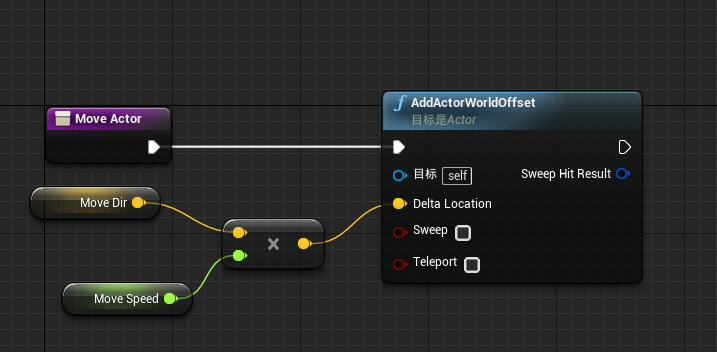 Move Actor
f AddActorWorldOffset
目标是Actor
目标 self
Sweep Hit Result
Move Dir
Delta Location
×
Sweep
Teleport
Move Speed